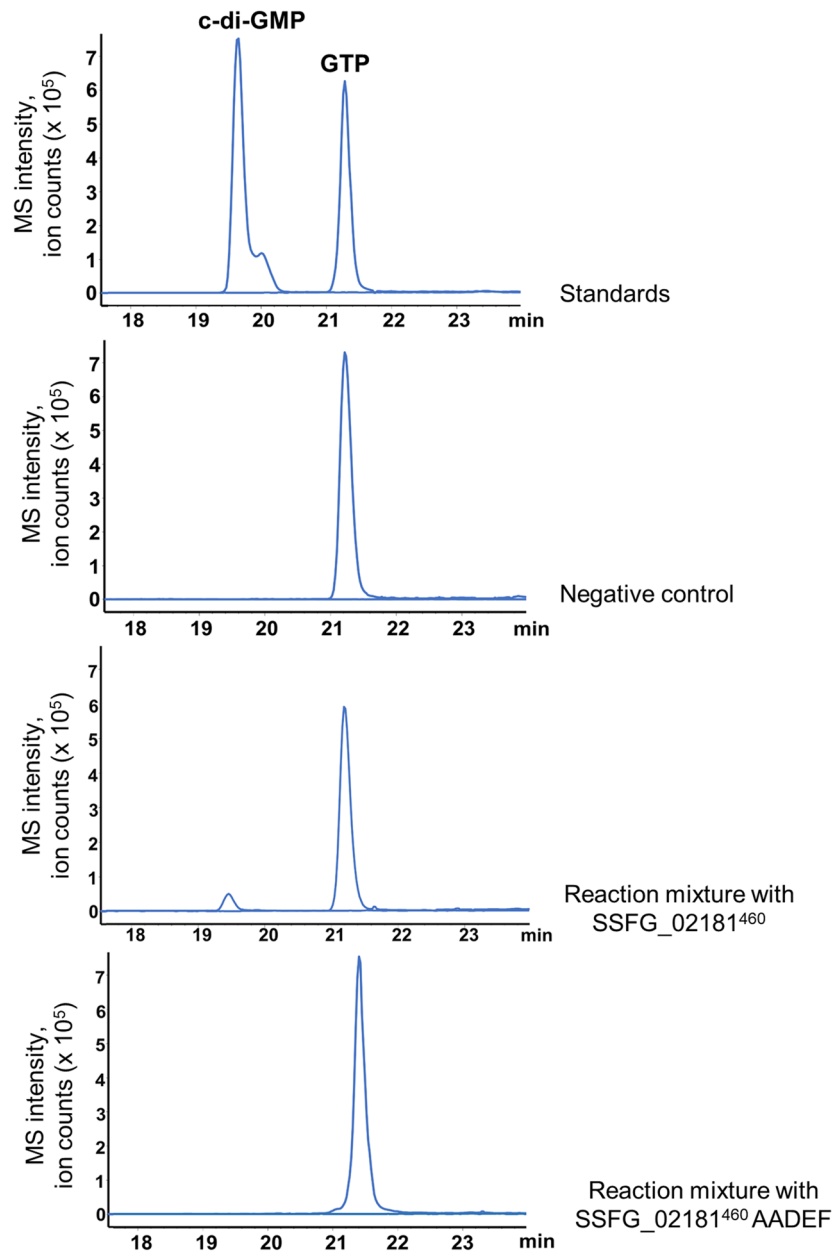 c-di-GMP
GTP
MS intensity,
ion counts (x 10⁵)
7
6
5
4
3
2
1
0
18 19 20 21 22 23 min
Standards
MS intensity,
ion counts (x 10⁵)
7
6
5
4
3
2
1
0
18 19 20 21 22 23 min
Negative control
MS intensity,
ion counts (x 10⁵)
7
6
5
4
3
2
1
0
18 19 20 21 22 23 min
Reaction mixture with
SSFG_02181⁴⁶⁰
MS intensity,
ion counts (x 10⁵)
7
6
5
4
3
2
1
0
18 19 20 21 22 23 min
Reaction mixture with
SSFG_02181⁴⁶⁰ AADEF